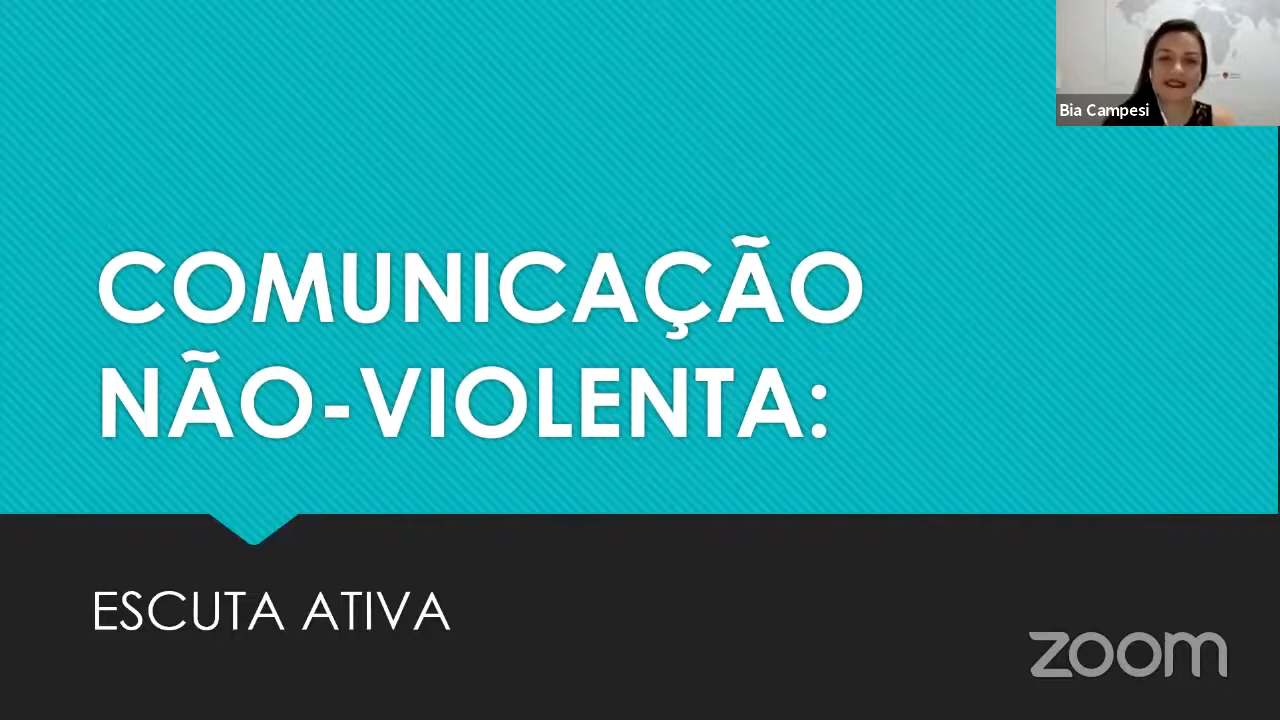 Bia Campesi
COMUNICAÇÃO
NÃO-VIOLENTA:
ESCUTA ATIVA
zoom